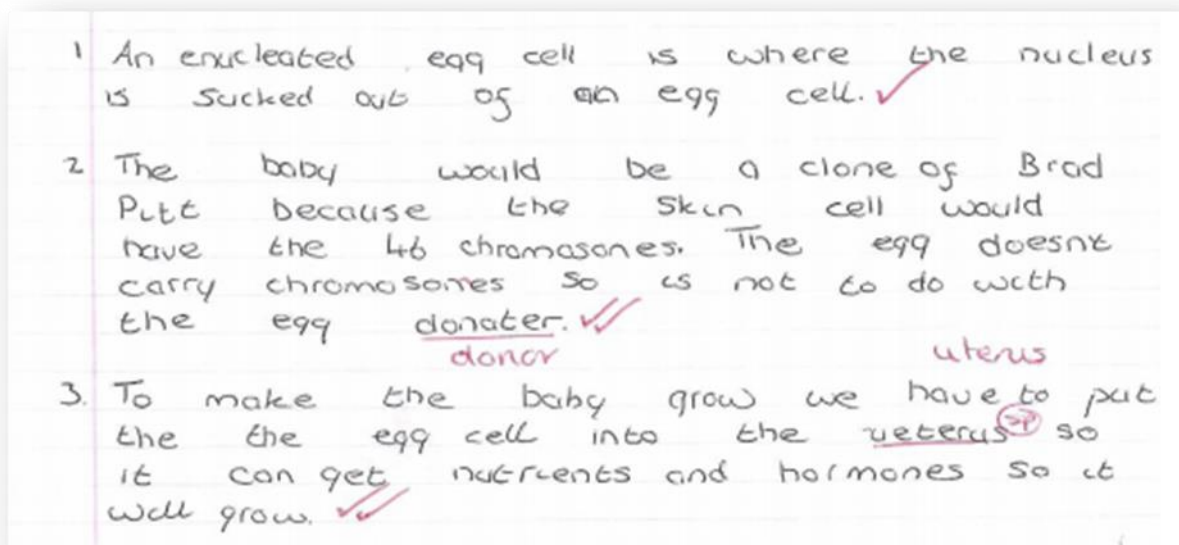 1 An enucleated egg cell is where the nucleus
is sucked out of an egg cell.
2 The baby would be a clone of Brad
Pitt because the skin cell would
have the 46 chromasones. The egg doesnt
carry chromosomes so is not to do with
the egg donater.
donor
uterus
3. To make the baby grow we have to put
the the egg cell into the ueterus sp so
it can get nutrients and hormones so it
will grow.